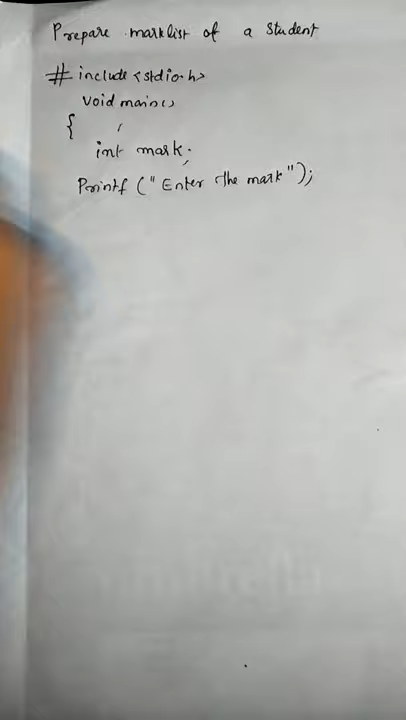 Prepare marklist of a Student
# include <stdio.h>
void main()
{
int mark;
Printf ("Enter the mark");